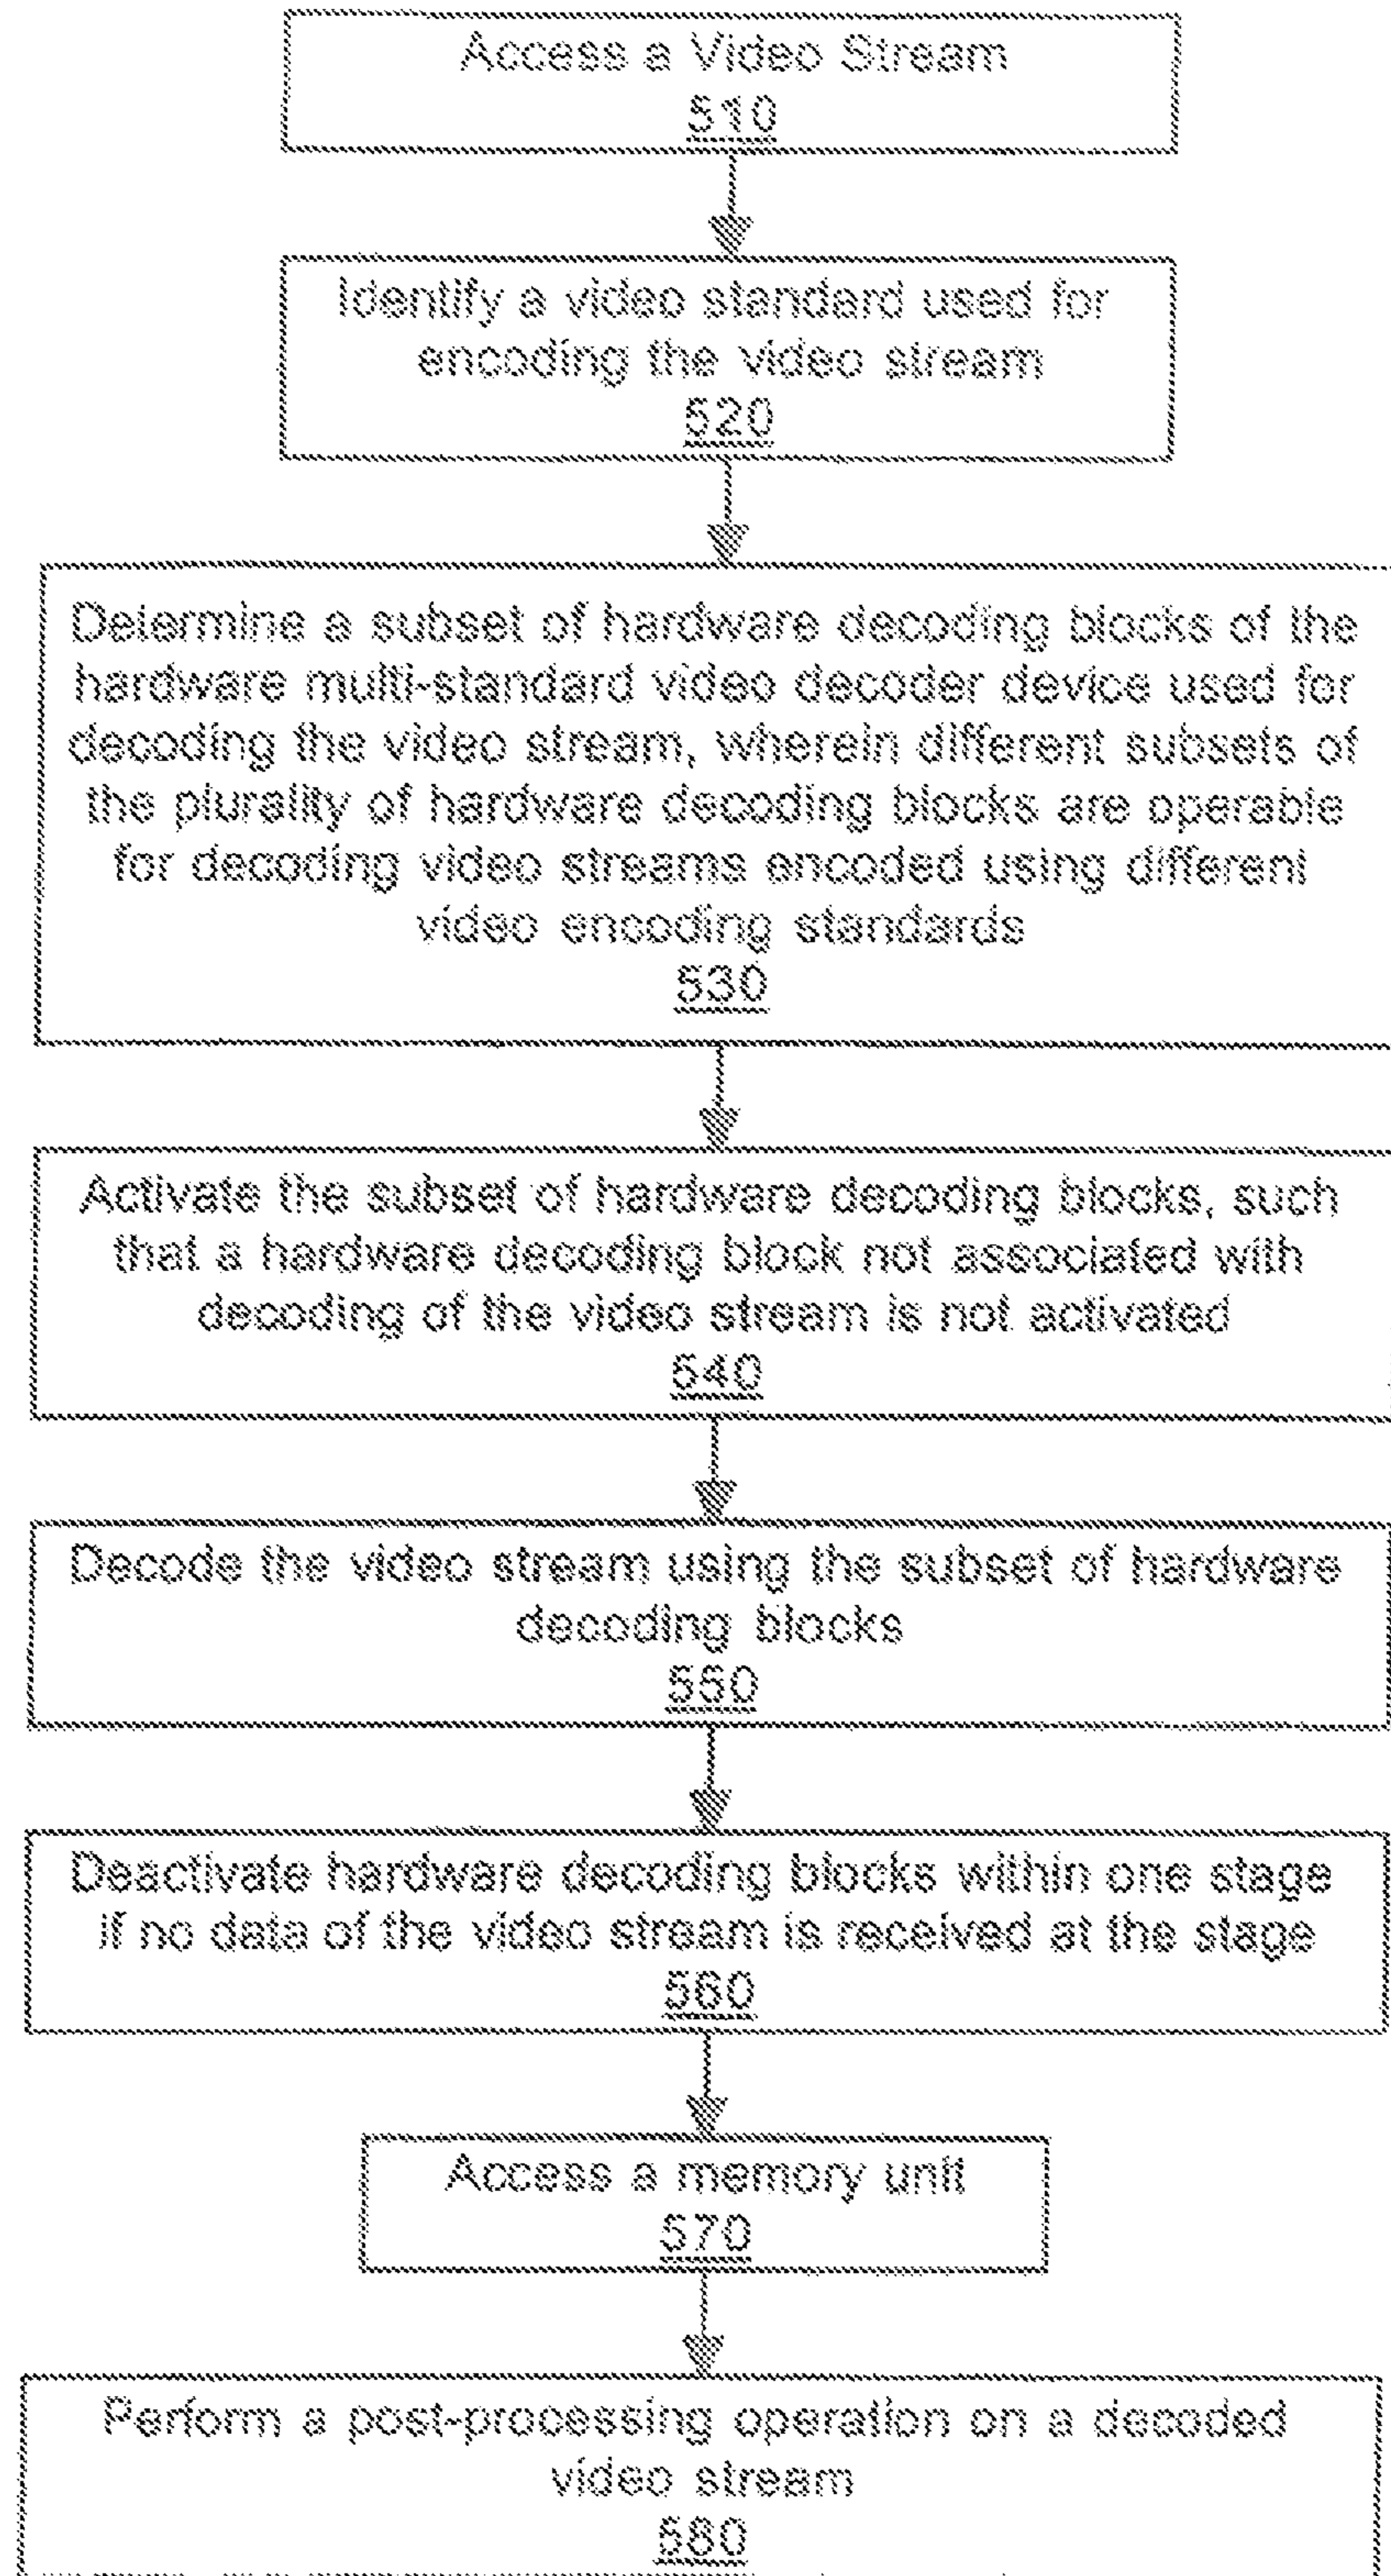 Access a Video Stream
510
Identify a video standard used for
encoding the video stream
520
Determine a subset of hardware decoding blocks of the
hardware multi-standard video decoder device used for
decoding the video stream, wherein different subsets of
the plurality of hardware decoding blocks are operable
for decoding video streams encoded using different
video encoding standards
530
Activate the subset of hardware decoding blocks, such
that a hardware decoding block not associated with
decoding of the video stream is not activated
540
Decode the video stream using the subset of hardware
decoding blocks
550
Deactivate hardware decoding blocks within one stage
if no data of the video stream is received at the stage
560
Access a memory unit
570
Perform a post-processing operation on a decoded
video stream
580